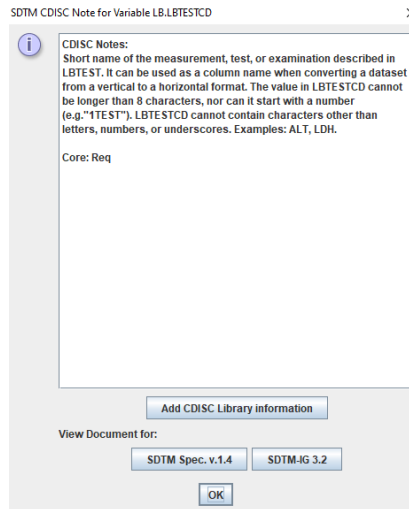 SDTM CDISC Note for Variable LB.LBTESTCD
CDISC Notes:
Short name of the measurement, test, or examination described in
LBTEST. It can be used as a column name when converting a dataset
from a vertical to a horizontal format. The value in LBTESTCD cannot
be longer than 8 characters, nor can it start with a number
(e.g."1TEST"). LBTESTCD cannot contain characters other than
letters, numbers, or underscores. Examples: ALT, LDH.
Core: Req
Add CDISC Library information
View Document for:
SDTM Spec. v.1.4 SDTM-IG 3.2
OK